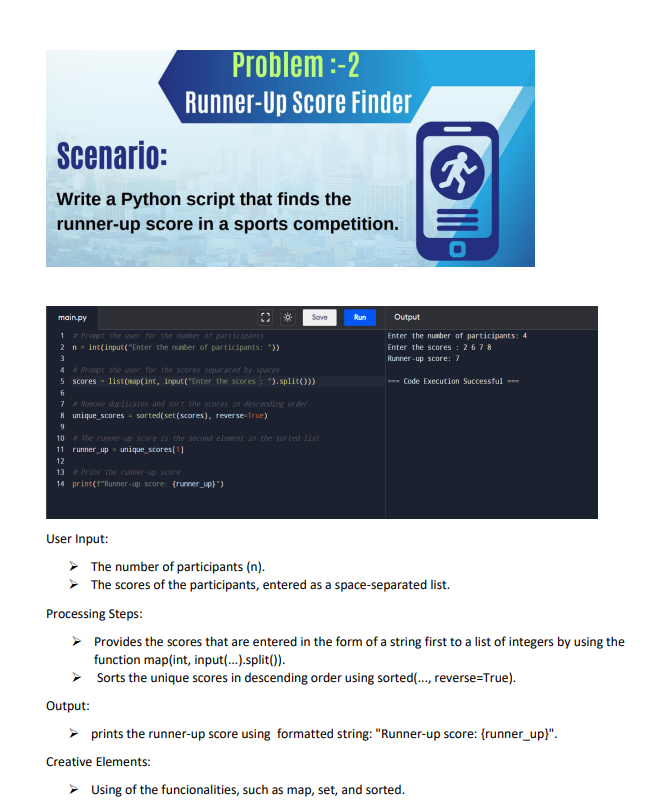 Problem :-2
Runner-Up Score Finder
Scenario:
Write a Python script that finds the
runner-up score in a sports competition.
main.py
Save
Run
Output
1 # Prompt the user for the number of participants
2 n = int(input("Enter the number of participants: "))
3
4 # Prompt the user for the scores separated by spaces
5 scores = list(map(int, input("Enter the scores : ").split()))
6
7 # Remove duplicates and sort the scores in descending order
8 unique_scores = sorted(set(scores), reverse=True)
9
10 # The runner-up score is the second element in the sorted list
11 runner_up = unique_scores[1]
12
13 # Print the runner-up score
14 print(f"Runner-up score: {runner_up}")
Enter the number of participants: 4
Enter the scores : 2 6 7 8
Runner-up score: 7
=== Code Execution Successful ===
User Input:
➢ The number of participants (n).
➢ The scores of the participants, entered as a space-separated list.
Processing Steps:
➢ Provides the scores that are entered in the form of a string first to a list of integers by using the
function map(int, input(...).split()).
➢ Sorts the unique scores in descending order using sorted(..., reverse=True).
Output:
➢ prints the runner-up score using formatted string: "Runner-up score: {runner_up}".
Creative Elements:
➢ Using of the funcionalities, such as map, set, and sorted.